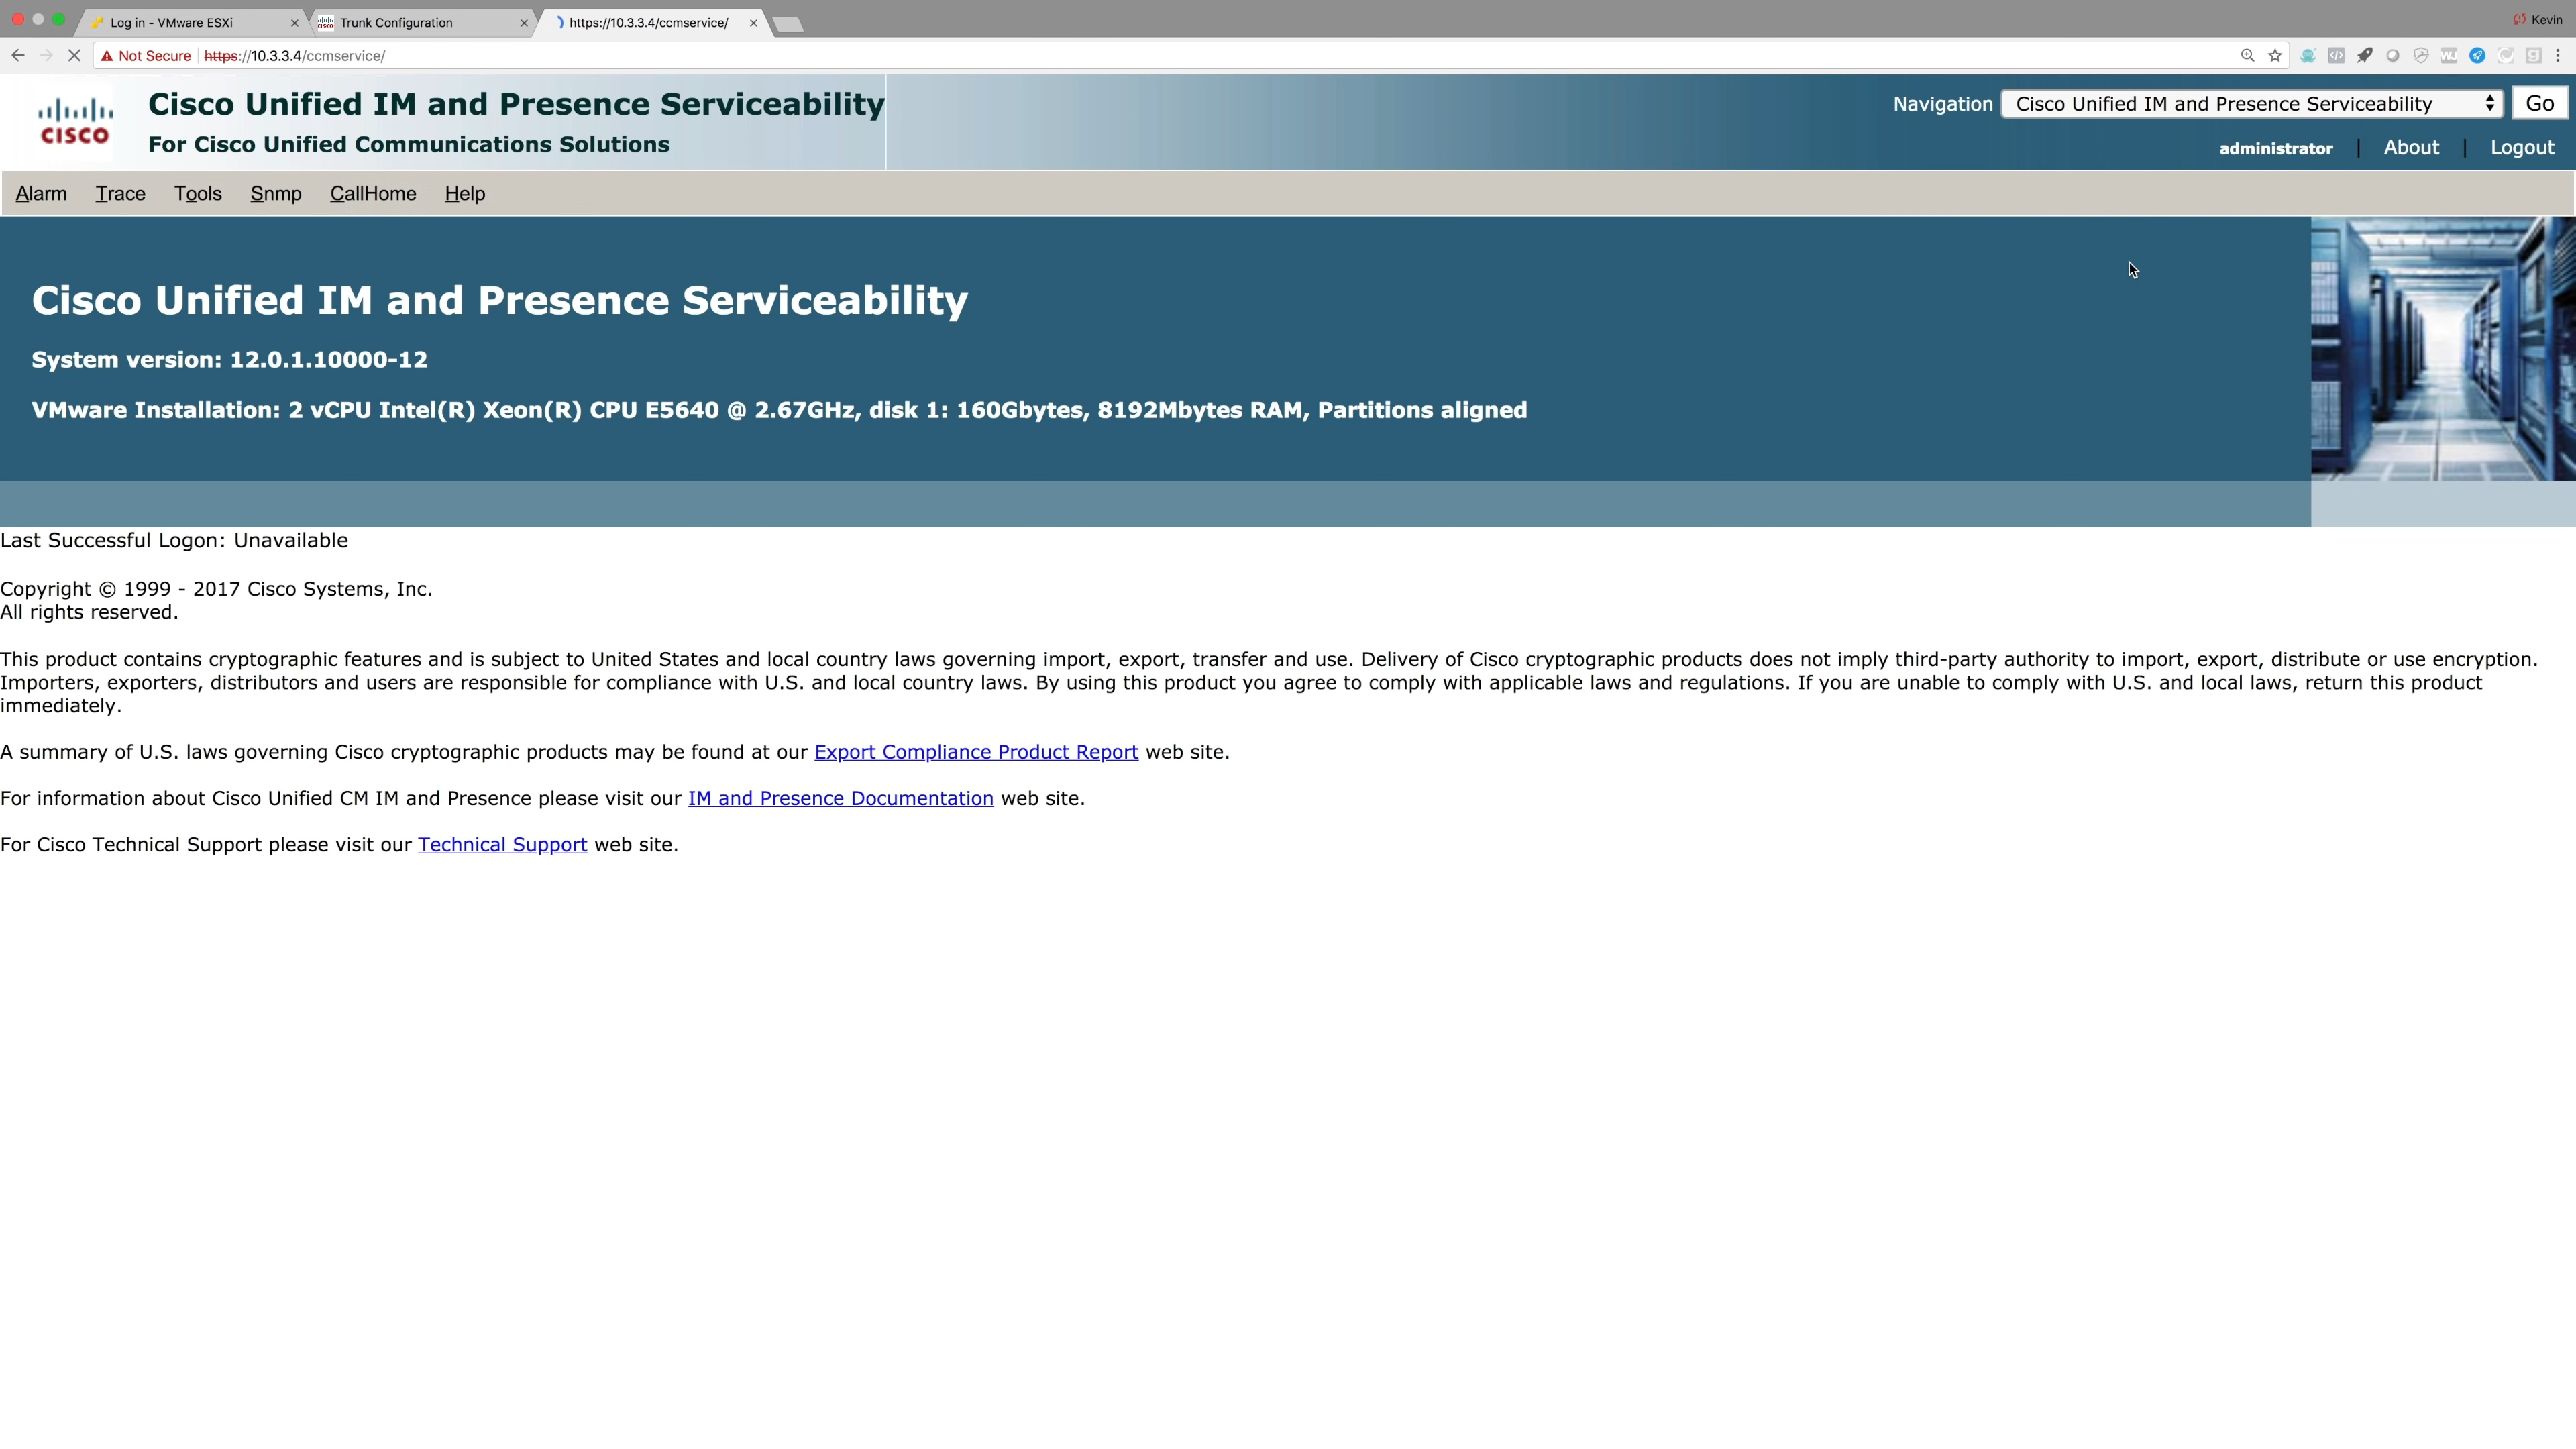 Log in - VMware ESXi
Trunk Configuration
https://10.3.3.4/ccmservice/
Kevin
Not Secure
https://10.3.3.4/ccmservice/
CISCO
Cisco Unified IM and Presence Serviceability
For Cisco Unified Communications Solutions
Navigation Cisco Unified IM and Presence Serviceability Go
administrator | About | Logout
Alarm Trace Tools Snmp CallHome Help
Cisco Unified IM and Presence Serviceability
System version: 12.0.1.10000-12
VMware Installation: 2 vCPU Intel(R) Xeon(R) CPU E5640 @ 2.67GHz, disk 1: 160Gbytes, 8192Mbytes RAM, Partitions aligned
Last Successful Logon: Unavailable
Copyright © 1999 - 2017 Cisco Systems, Inc.
All rights reserved.
This product contains cryptographic features and is subject to United States and local country laws governing import, export, transfer and use. Delivery of Cisco cryptographic products does not imply third-party authority to import, export, distribute or use encryption.
Importers, exporters, distributors and users are responsible for compliance with U.S. and local country laws. By using this product you agree to comply with applicable laws and regulations. If you are unable to comply with U.S. and local laws, return this product
immediately.
A summary of U.S. laws governing Cisco cryptographic products may be found at our Export Compliance Product Report web site.
For information about Cisco Unified CM IM and Presence please visit our IM and Presence Documentation web site.
For Cisco Technical Support please visit our Technical Support web site.